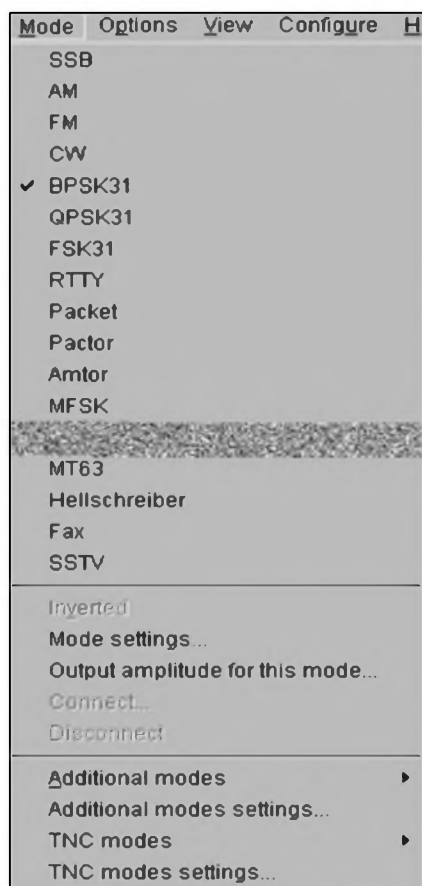 Mode Options View Configure H
SSB
AM
FM
CW
BPSK31
QPSK31
FSK31
RTTY
Packet
Pactor
Amtor
MFSK
MT63
Hellschreiber
Fax
SSTV
Inverted
Mode settings...
Output amplitude for this mode...
Connect...
Disconnect
Additional modes
Additional modes settings...
TNC modes
TNC modes settings...